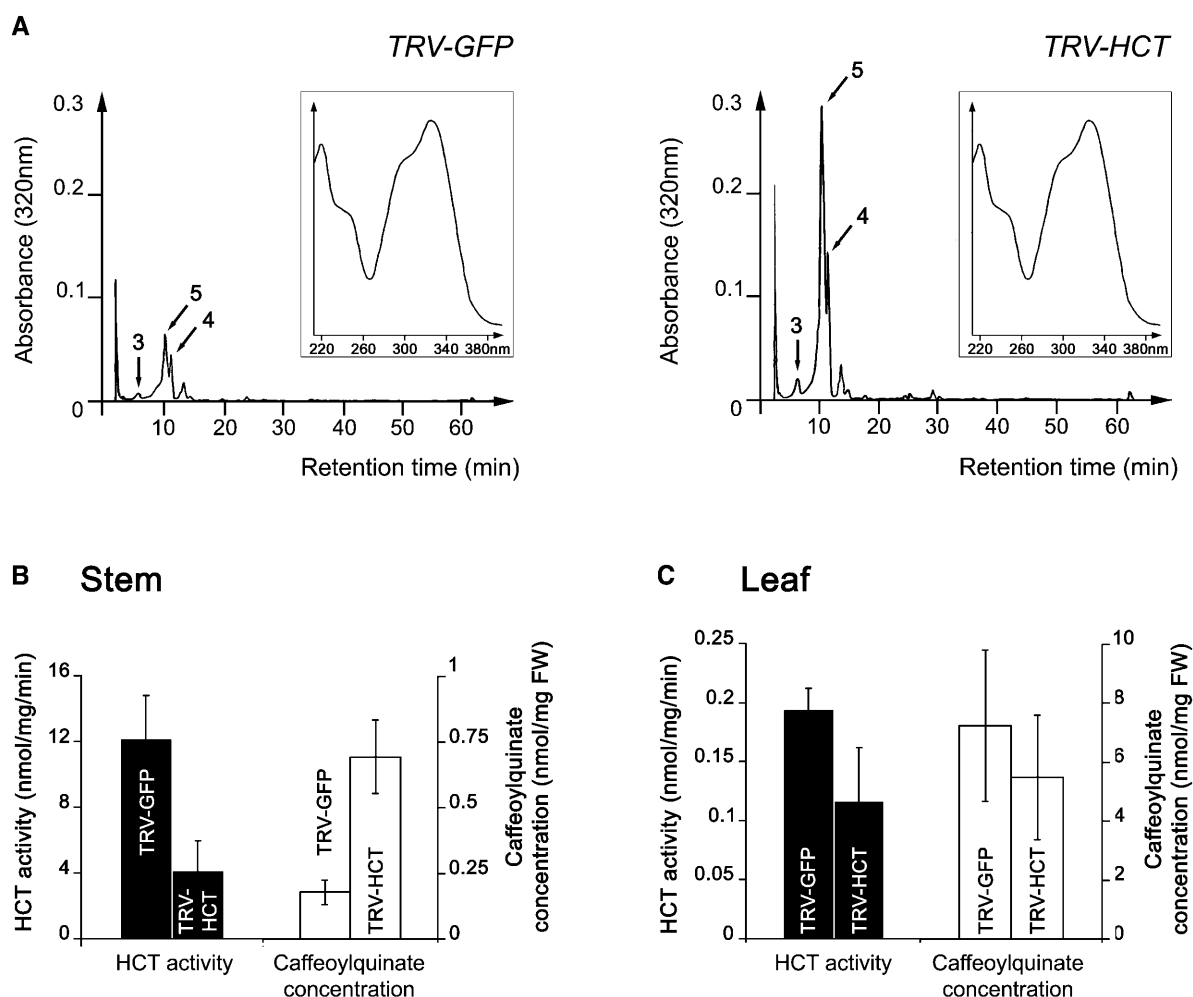 A
TRV-GFP
0.3
0.2
0.1
0
Absorbance (320nm)
3
5
4
220 260 300 340 380nm
10 20 30 40 50 60
Retention time (min)
TRV-HCT
0.3
0.2
0.1
0
Absorbance (320nm)
3
5
4
220 260 300 340 380nm
10 20 30 40 50 60
Retention time (min)
B
Stem
HCT activity (nmol/mg/min)
16
12
8
4
0
TRV-GFP
TRV-
HCT
TRV-GFP
TRV-HCT
1
0.75
0.5
0.25
0
Caffeoylquinate
concentration (nmol/mg FW)
HCT activity
Caffeoylquinate
concentration
C
Leaf
HCT activity (nmol/mg/min)
0.25
0.2
0.15
0.1
0.05
0
TRV-GFP
TRV-HCT
TRV-GFP
TRV-HCT
10
8
6
4
2
0
Caffeoylquinate
concentration (nmol/mg FW)
HCT activity
Caffeoylquinate
concentration